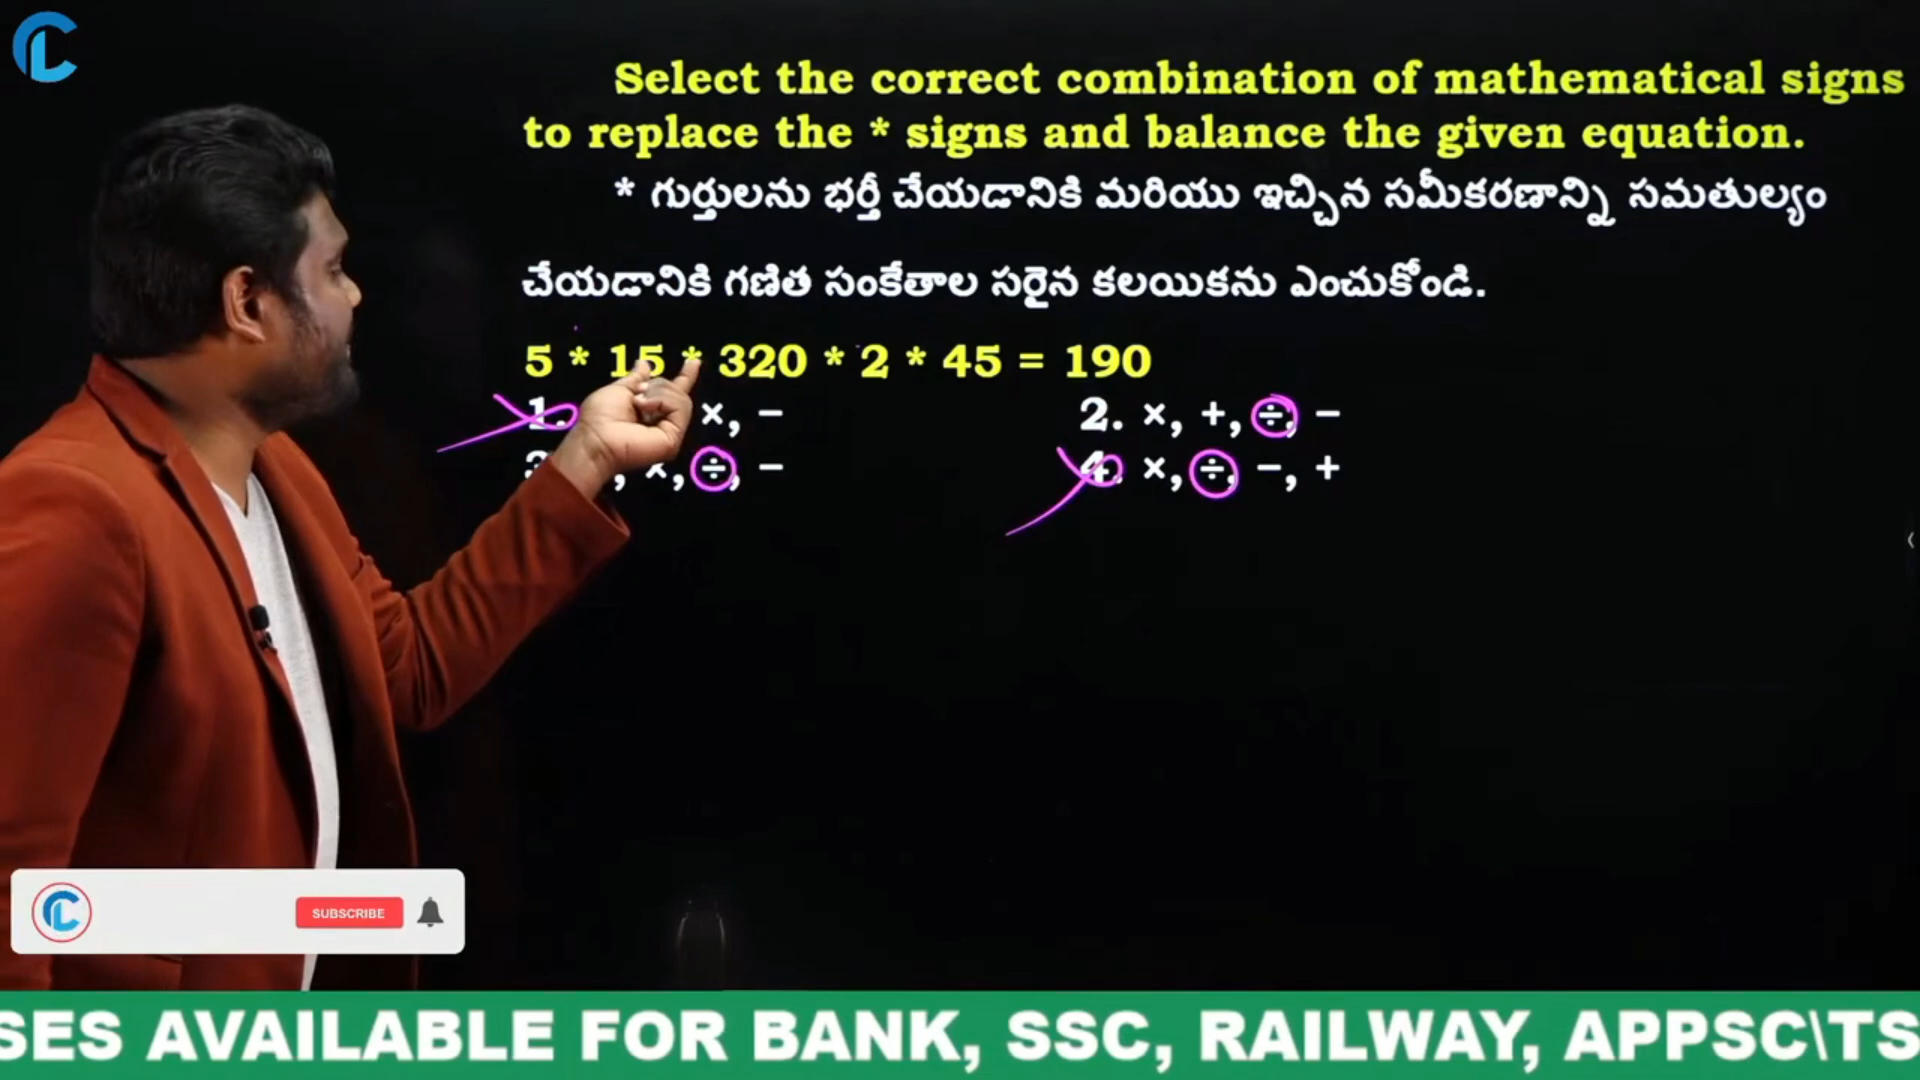 Select the correct combination of mathematical signs
to replace the * signs and balance the given equation.
* గుర్తులను భర్తీ చేయడానికి మరియు ఇచ్చిన సమీకరణాన్ని సమతుల్యం
చేయడానికి గణిత సంకేతాల సరైన కలయికను ఎంచుకోండి.
5 * 15 * 320 * 2 * 45 = 190
1. ×, −
2. ×, +, ÷, −
, ×, ÷, −
4. ×, ÷, −, +
SUBSCRIBE
SES AVAILABLE FOR BANK, SSC, RAILWAY, APPSC\TS